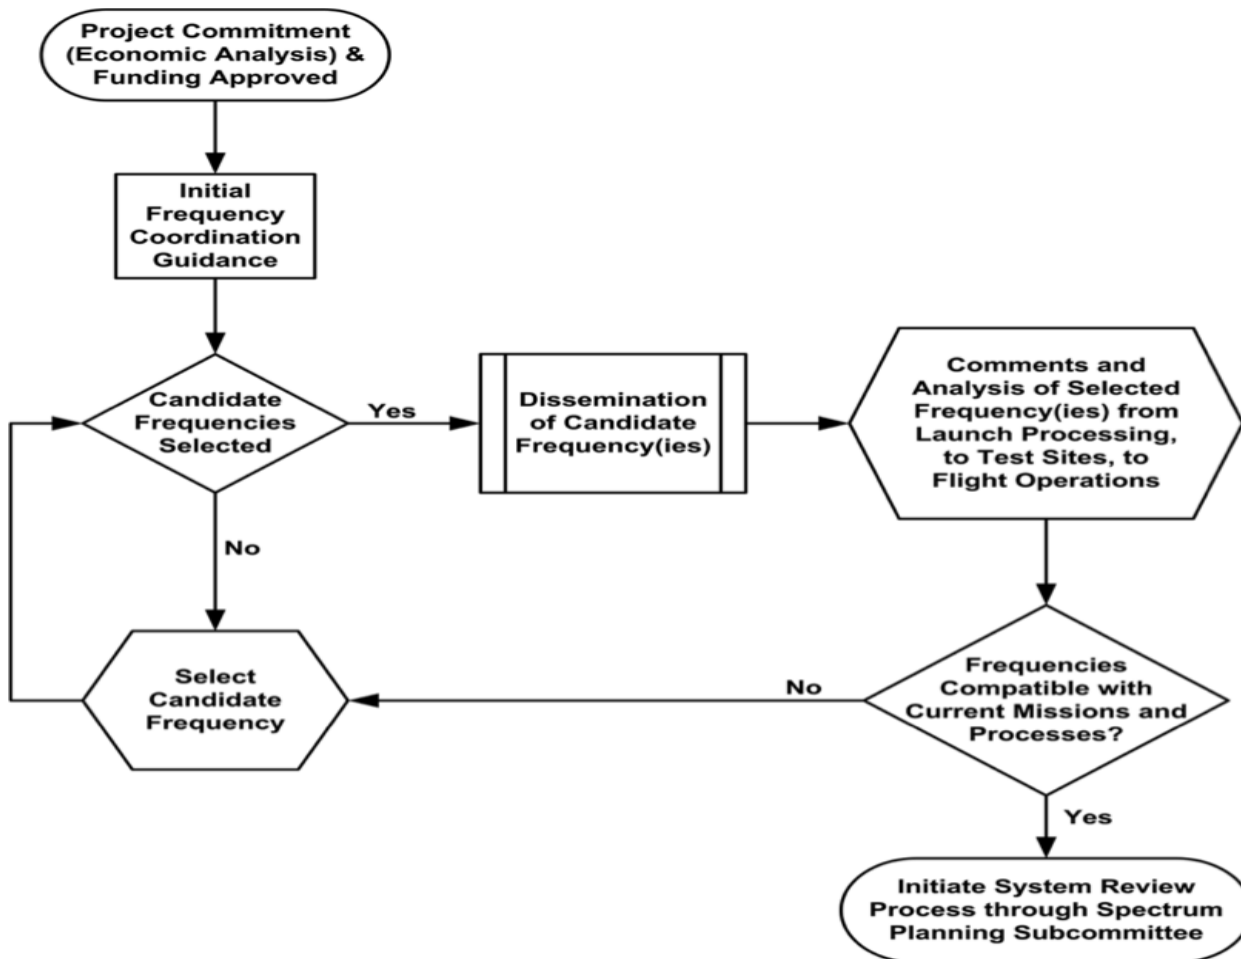 Project Commitment
(Economic Analysis) &
Funding Approved
Initial
Frequency
Coordination
Guidance
Candidate
Frequencies
Selected
Yes
Dissemination
of Candidate
Frequency(ies)
Comments and
Analysis of Selected
Frequency(ies) from
Launch Processing,
to Test Sites, to
Flight Operations
No
Select
Candidate
Frequency
No
Frequencies
Compatible with
Current Missions and
Processes?
Yes
Initiate System Review
Process through Spectrum
Planning Subcommittee